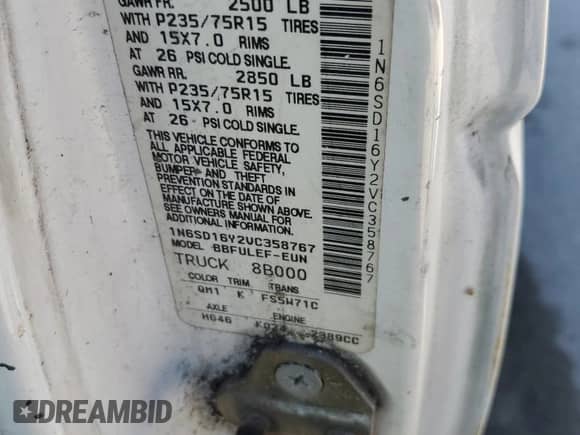 GAWR FR. 2500 LB
WITH P235/75R15 TIRES
AND 15X7.0 RIMS
AT 26 PSI COLD SINGLE.
GAWR RR. 2850 LB
WITH P235/75R15 TIRES
AND 15X7.0 RIMS
AT 26 PSI COLD SINGLE.
THIS VEHICLE CONFORMS TO
ALL APPLICABLE FEDERAL
MOTOR VEHICLE SAFETY,
BUMPER AND THEFT
PREVENTION STANDARDS IN
EFFECT ON THE DATE OF
MANUFACTURE SHOWN ABOVE.
SEE OWNERS MANUAL FOR
ADDITIONAL INFORMATION.
1N6SD16Y2VC358767
MODEL BBFULEF-EUN
TRUCK 8B000
COLOR TRIM TRANS
QM1 K FS5W71C
AXLE ENGINE
HG46 2389CC
1N6SD16Y2VC358767
DREAMBID